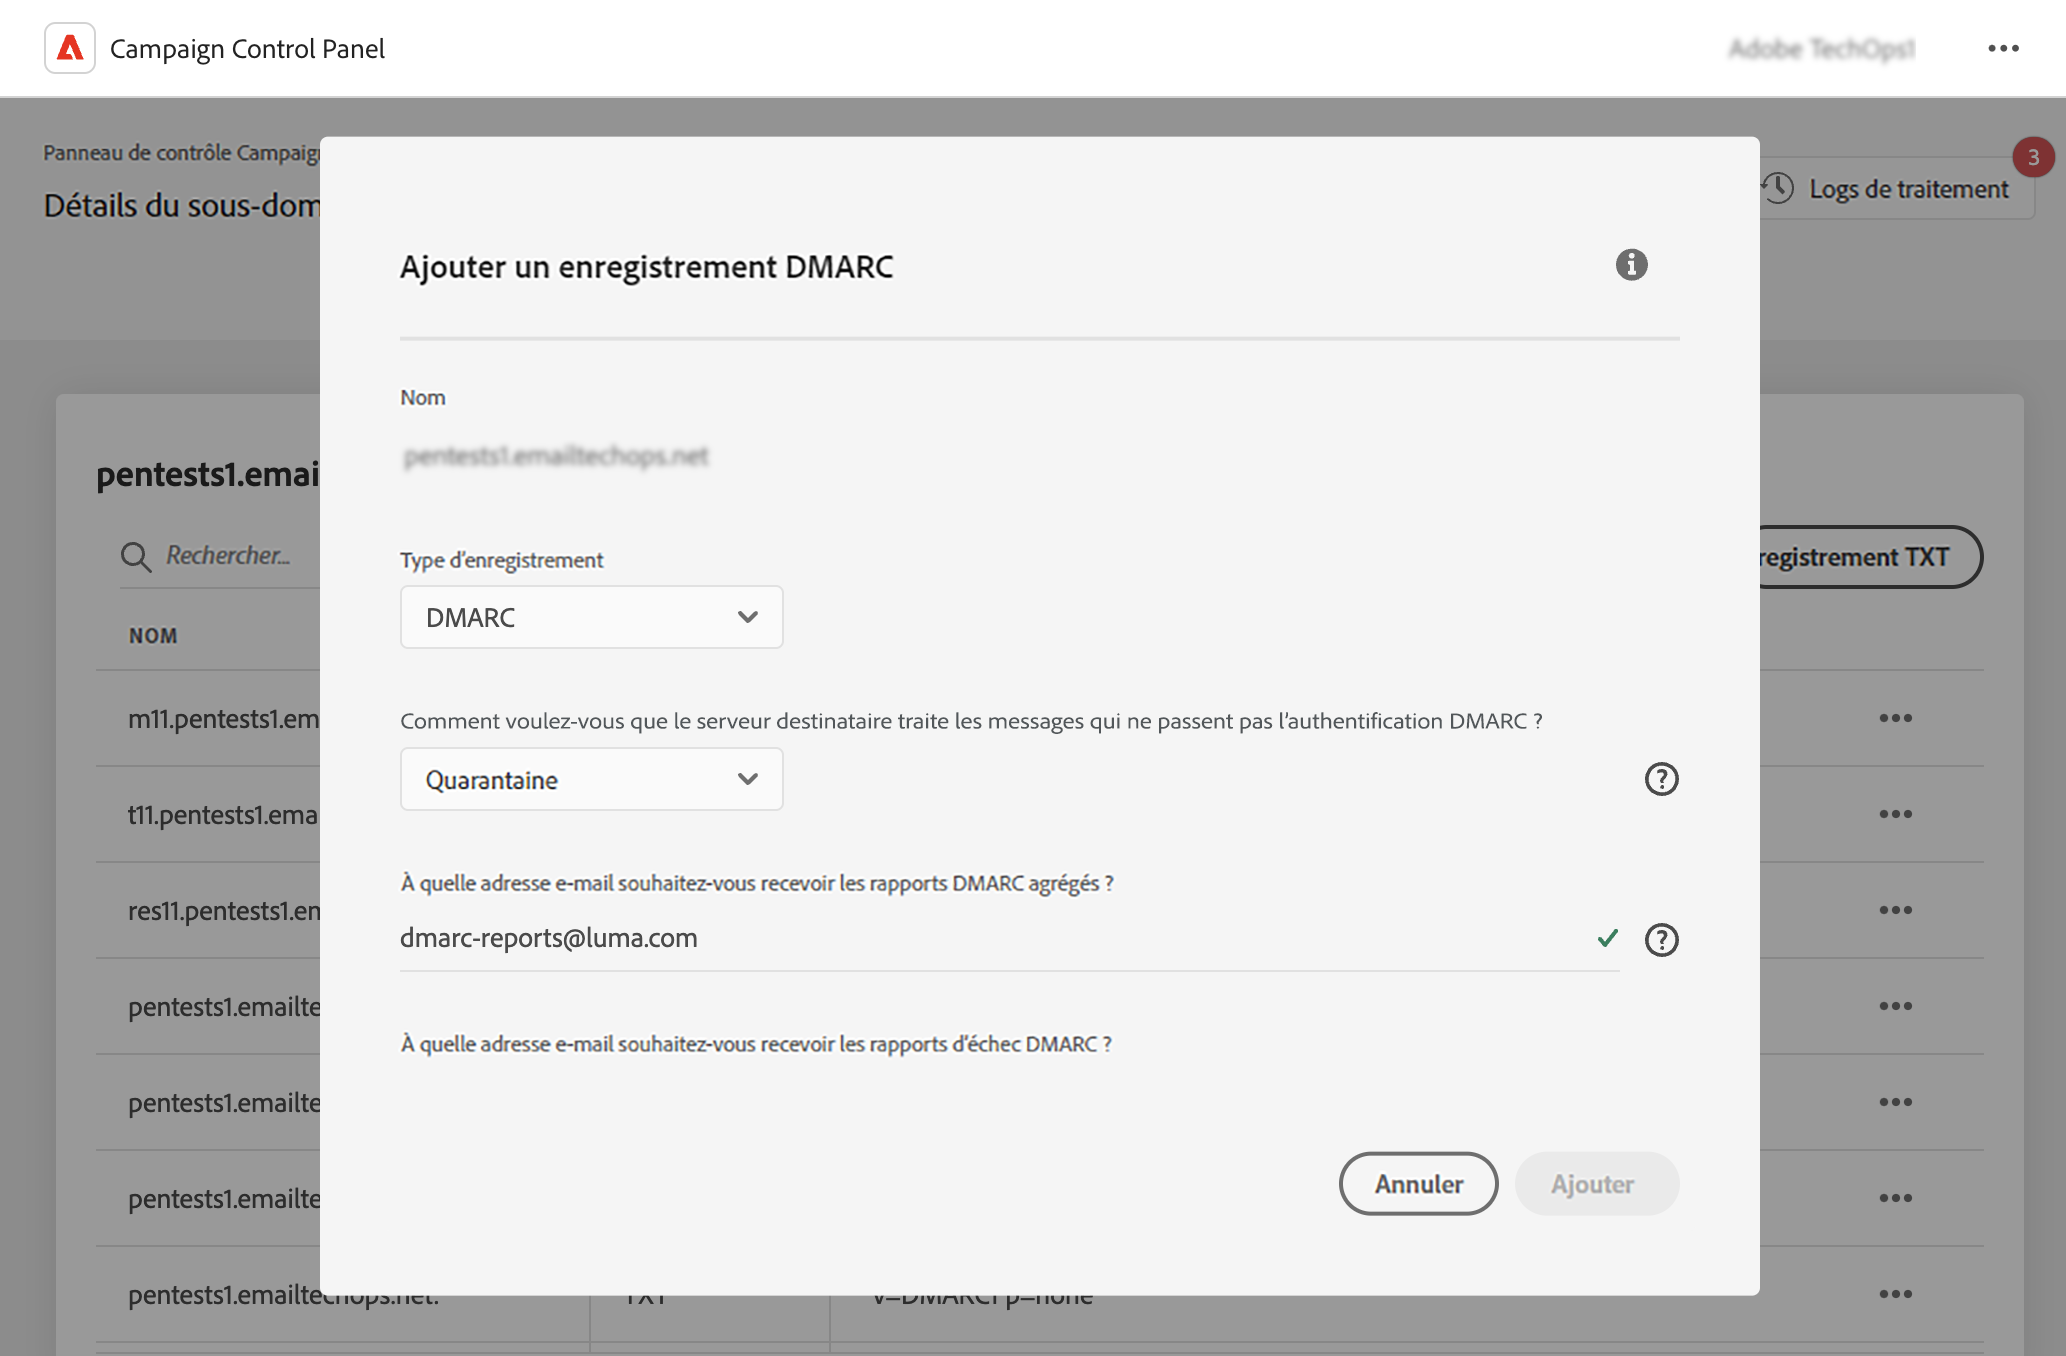 Campaign Control Panel
Adobe TechOps1
Panneau de contrôle Campaig
Détails du sous-dom
3
Logs de traitement
Ajouter un enregistrement DMARC
Nom
pentests1.emailtechops.net
pentests1.emai
Rechercher...
registrement TXT
Type d’enregistrement
DMARC
NOM
m11.pentests1.em
Comment voulez-vous que le serveur destinataire traite les messages qui ne passent pas l’authentification DMARC ?
Quarantaine
t11.pentests1.ema
À quelle adresse e-mail souhaitez-vous recevoir les rapports DMARC agrégés ?
res11.pentests1.en
dmarc-reports@luma.com
pentests1.emailte
À quelle adresse e-mail souhaitez-vous recevoir les rapports d’échec DMARC ?
pentests1.emailte
Annuler
Ajouter
pentests1.emailte
pentests1.emailtechops.net. TXT v=DMARC1 p=none